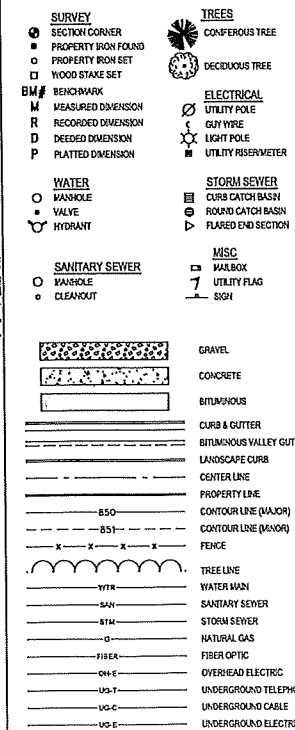 SURVEY
SECTION CORNER
PROPERTY IRON FOUND
PROPERTY IRON SET
WOOD STAKE SET
BM# BENCHMARK
M MEASURED DIMENSION
R RECORDED DIMENSION
D DEEDED DIMENSION
P PLATTED DIMENSION
TREES
CONIFEROUS TREE
DECIDUOUS TREE
ELECTRICAL
UTILITY POLE
GUY WIRE
LIGHT POLE
UTILITY RISER/METER
WATER
MANHOLE
VALVE
HYDRANT
STORM SEWER
CURB CATCH BASIN
ROUND CATCH BASIN
FLARED END SECTION
SANITARY SEWER
MANHOLE
CLEANOUT
MISC
MAILBOX
UTILITY FLAG
SIGN
GRAVEL
CONCRETE
BITUMINOUS
CURB & GUTTER
BITUMINOUS VALLEY GUT
LANDSCAPE CURB
CENTER LINE
PROPERTY LINE
850 CONTOUR LINE (MAJOR)
851 CONTOUR LINE (MINOR)
X X X X FENCE
TREE LINE
WTR WATER MAIN
SAN SANITARY SEWER
STM STORM SEWER
G NATURAL GAS
FIBER FIBER OPTIC
OH-E OVERHEAD ELECTRIC
UG-T UNDERGROUND TELEPHO
UG-C UNDERGROUND CABLE
UG-E UNDERGROUND ELECTRI